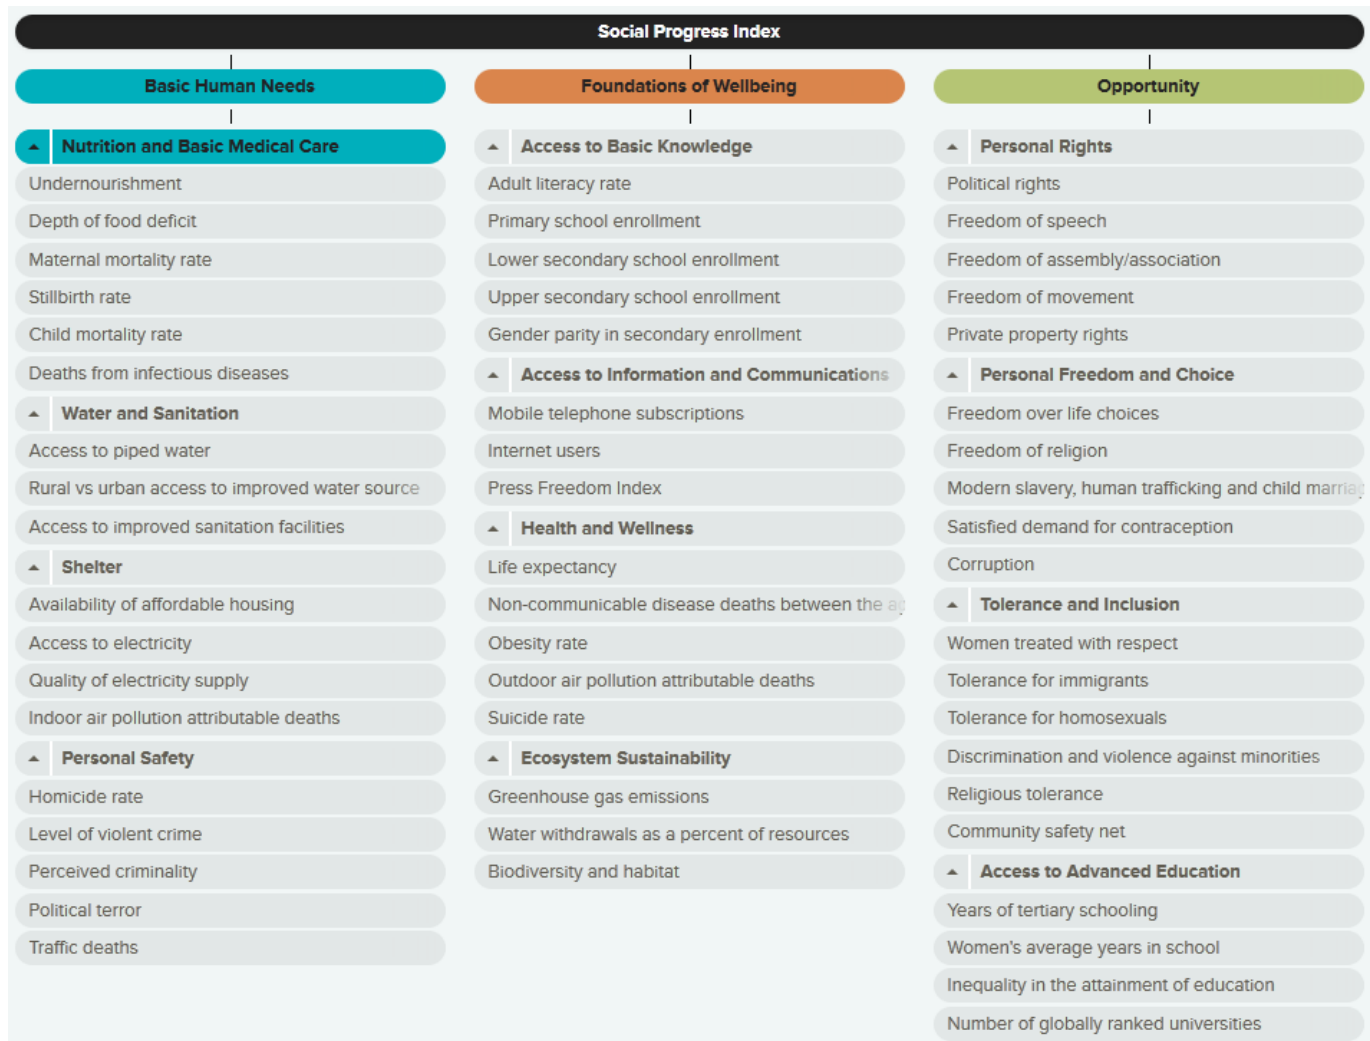 Social Progress Index
Basic Human Needs
Nutrition and Basic Medical Care
Undernourishment
Depth of food deficit
Maternal mortality rate
Stillbirth rate
Child mortality rate
Deaths from infectious diseases
Water and Sanitation
Access to piped water
Rural vs urban access to improved water source
Access to improved sanitation facilities
Shelter
Availability of affordable housing
Access to electricity
Quality of electricity supply
Indoor air pollution attributable deaths
Personal Safety
Homicide rate
Level of violent crime
Perceived criminality
Political terror
Traffic deaths
Foundations of Wellbeing
Access to Basic Knowledge
Adult literacy rate
Primary school enrollment
Lower secondary school enrollment
Upper secondary school enrollment
Gender parity in secondary enrollment
Access to Information and Communications
Mobile telephone subscriptions
Internet users
Press Freedom Index
Health and Wellness
Life expectancy
Non-communicable disease deaths between the
Obesity rate
Outdoor air pollution attributable deaths
Suicide rate
Ecosystem Sustainability
Greenhouse gas emissions
Water withdrawals as a percent of resources
Biodiversity and habitat
Opportunity
Personal Rights
Political rights
Freedom of speech
Freedom of assembly/association
Freedom of movement
Private property rights
Personal Freedom and Choice
Freedom over life choices
Freedom of religion
Modern slavery, human trafficking and child
Satisfied demand for contraception
Corruption
Tolerance and Inclusion
Women treated with respect
Tolerance for immigrants
Tolerance for homosexuals
Discrimination and violence against minorities
Religious tolerance
Community safety net
Access to Advanced Education
Years of tertiary schooling
Women's average years in school
Inequality in the attainment of education
Number of globally ranked universities